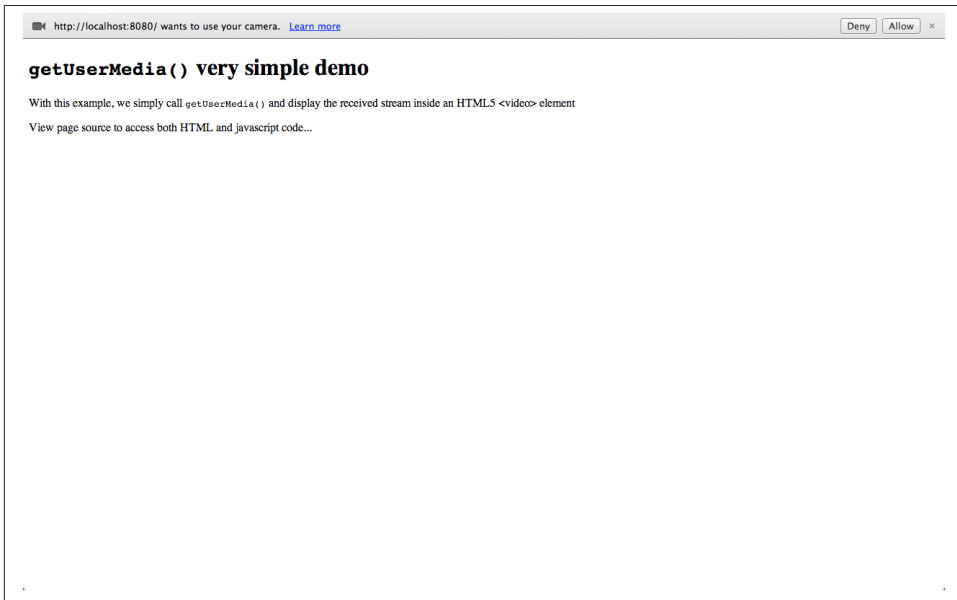 http://localhost:8080/ wants to use your camera. Learn more Deny Allow ×
getUserMedia() very simple demo
With this example, we simply call getUserMedia() and display the received stream inside an HTML5 <video> element
View page source to access both HTML and javascript code...